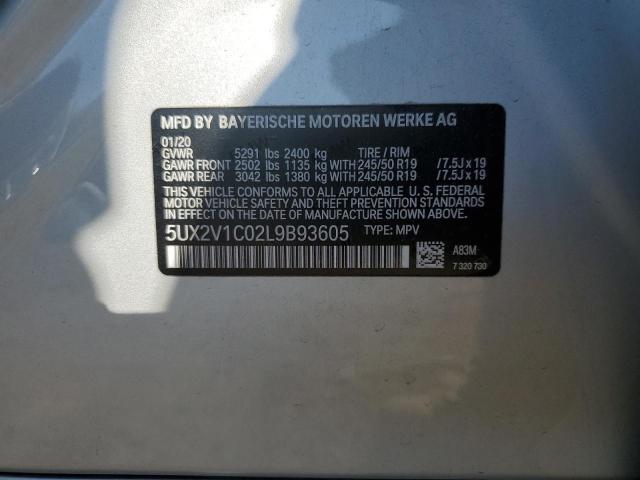 MFD BY BAYERISCHE MOTOREN WERKE AG
01/20
GVWR 5291 lbs 2400 kg TIRE / RIM
GAWR FRONT 2502 lbs 1135 kg WITH 245/50 R19 /7.5J x 19
GAWR REAR 3042 lbs 1380 kg WITH 245/50 R19 /7.5J x 19
THIS VEHICLE CONFORMS TO ALL APPLICABLE U. S. FEDERAL
MOTOR VEHICLE SAFETY AND THEFT PREVENTION STANDARDS
IN EFFECT ON THE DATE OF MANUFACTURE SHOWN ABOVE.
5UX2V1C02L9B93605 TYPE: MPV
A83M
7 320 730